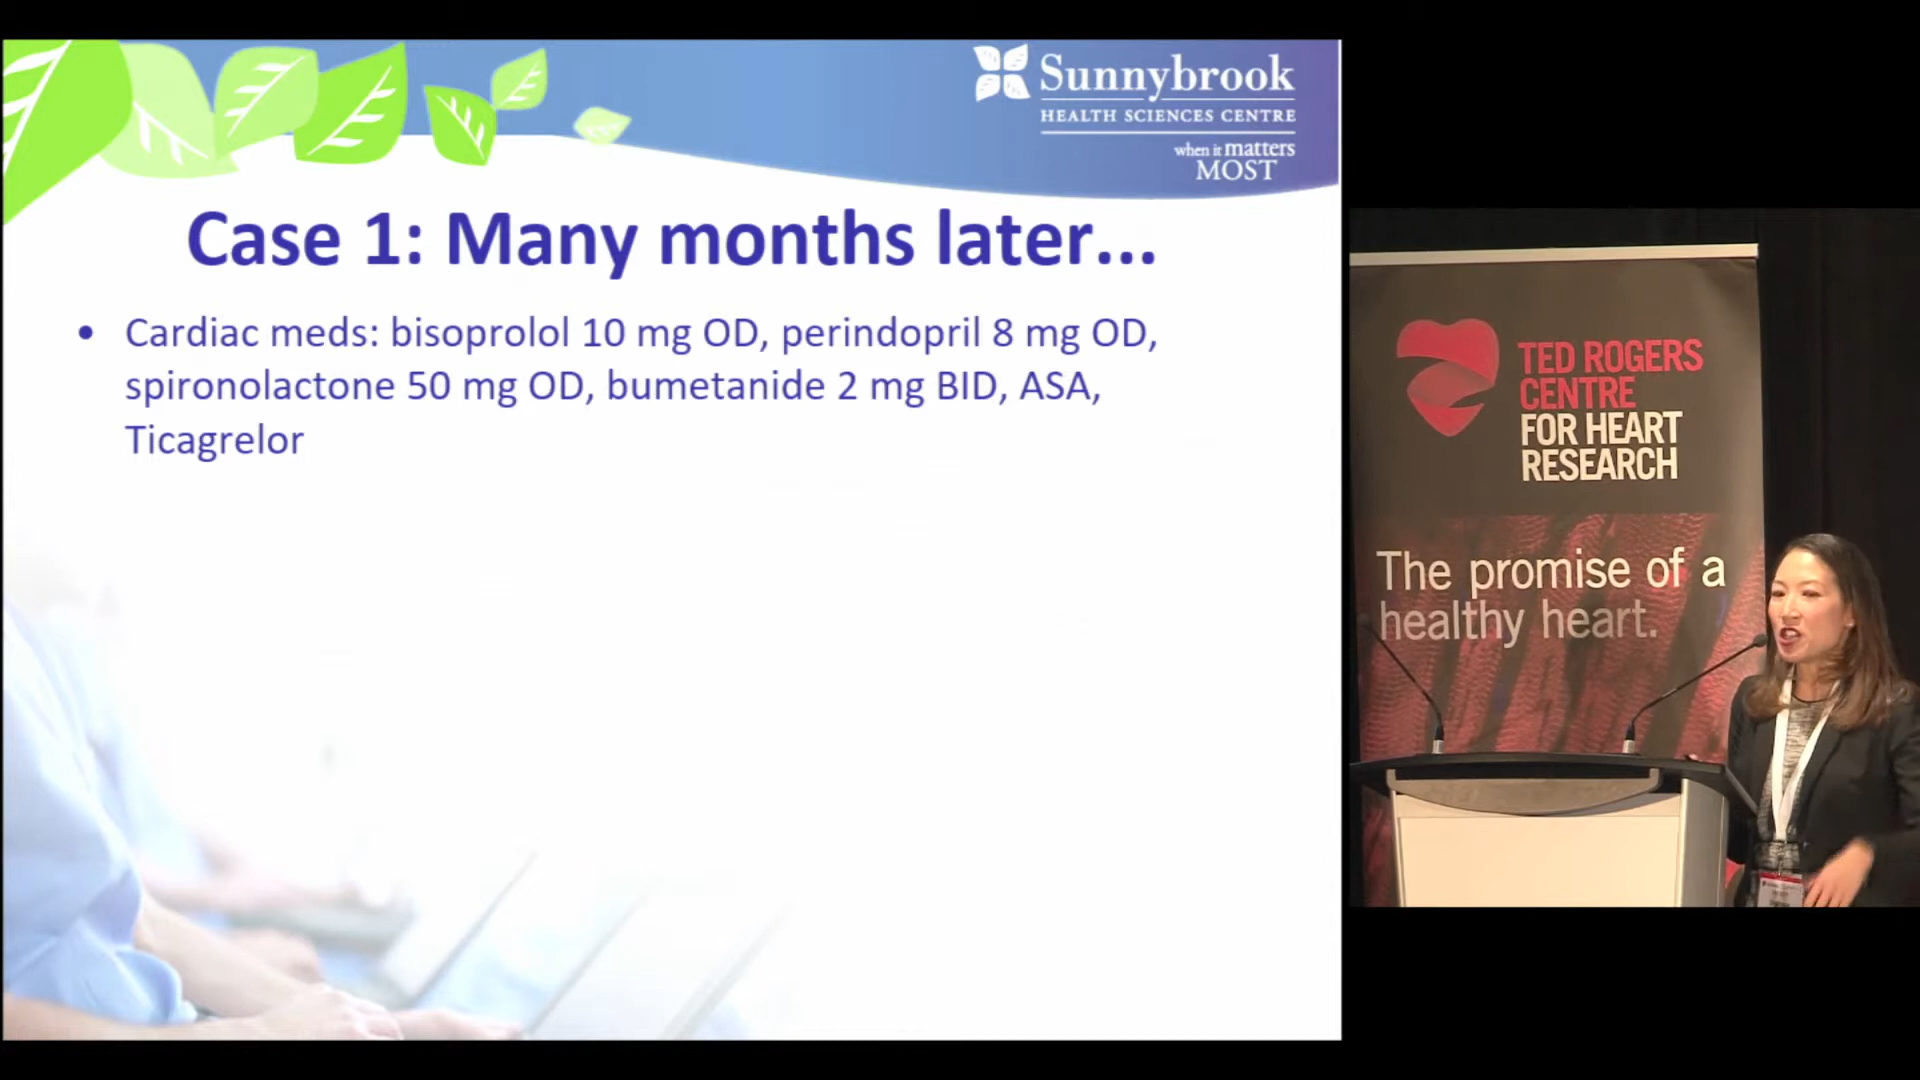 Sunnybrook
HEALTH SCIENCES CENTRE
when it matters
MOST
Case 1: Many months later...
• Cardiac meds: bisoprolol 10 mg OD, perindopril 8 mg OD,
spironolactone 50 mg OD, bumetanide 2 mg BID, ASA,
Ticagrelor
TED ROGERS
CENTRE
FOR HEART
RESEARCH
The promise of a
healthy heart.